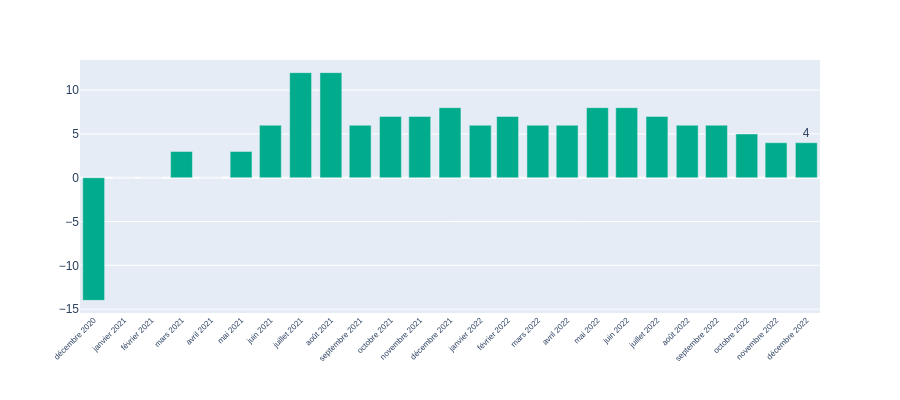 10
5
0
−5
−10
−15
4
décembre 2020
janvier 2021
février 2021
mars 2021
avril 2021
mai 2021
juin 2021
juillet 2021
août 2021
septembre 2021
octobre 2021
novembre 2021
décembre 2021
janvier 2022
février 2022
mars 2022
avril 2022
mai 2022
juin 2022
juillet 2022
août 2022
septembre 2022
octobre 2022
novembre 2022
décembre 2022